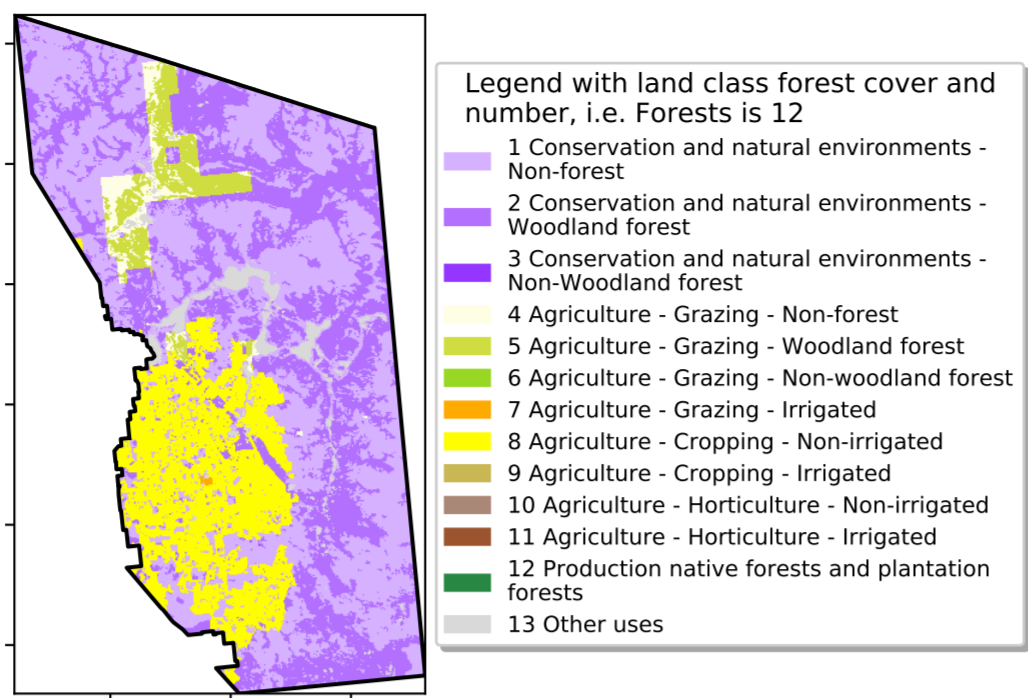 Legend with land class forest cover and
number, i.e. Forests is 12
1 Conservation and natural environments -
Non-forest
2 Conservation and natural environments -
Woodland forest
3 Conservation and natural environments -
Non-Woodland forest
4 Agriculture - Grazing - Non-forest
5 Agriculture - Grazing - Woodland forest
6 Agriculture - Grazing - Non-woodland forest
7 Agriculture - Grazing - Irrigated
8 Agriculture - Cropping - Non-irrigated
9 Agriculture - Cropping - Irrigated
10 Agriculture - Horticulture - Non-irrigated
11 Agriculture - Horticulture - Irrigated
12 Production native forests and plantation
forests
13 Other uses